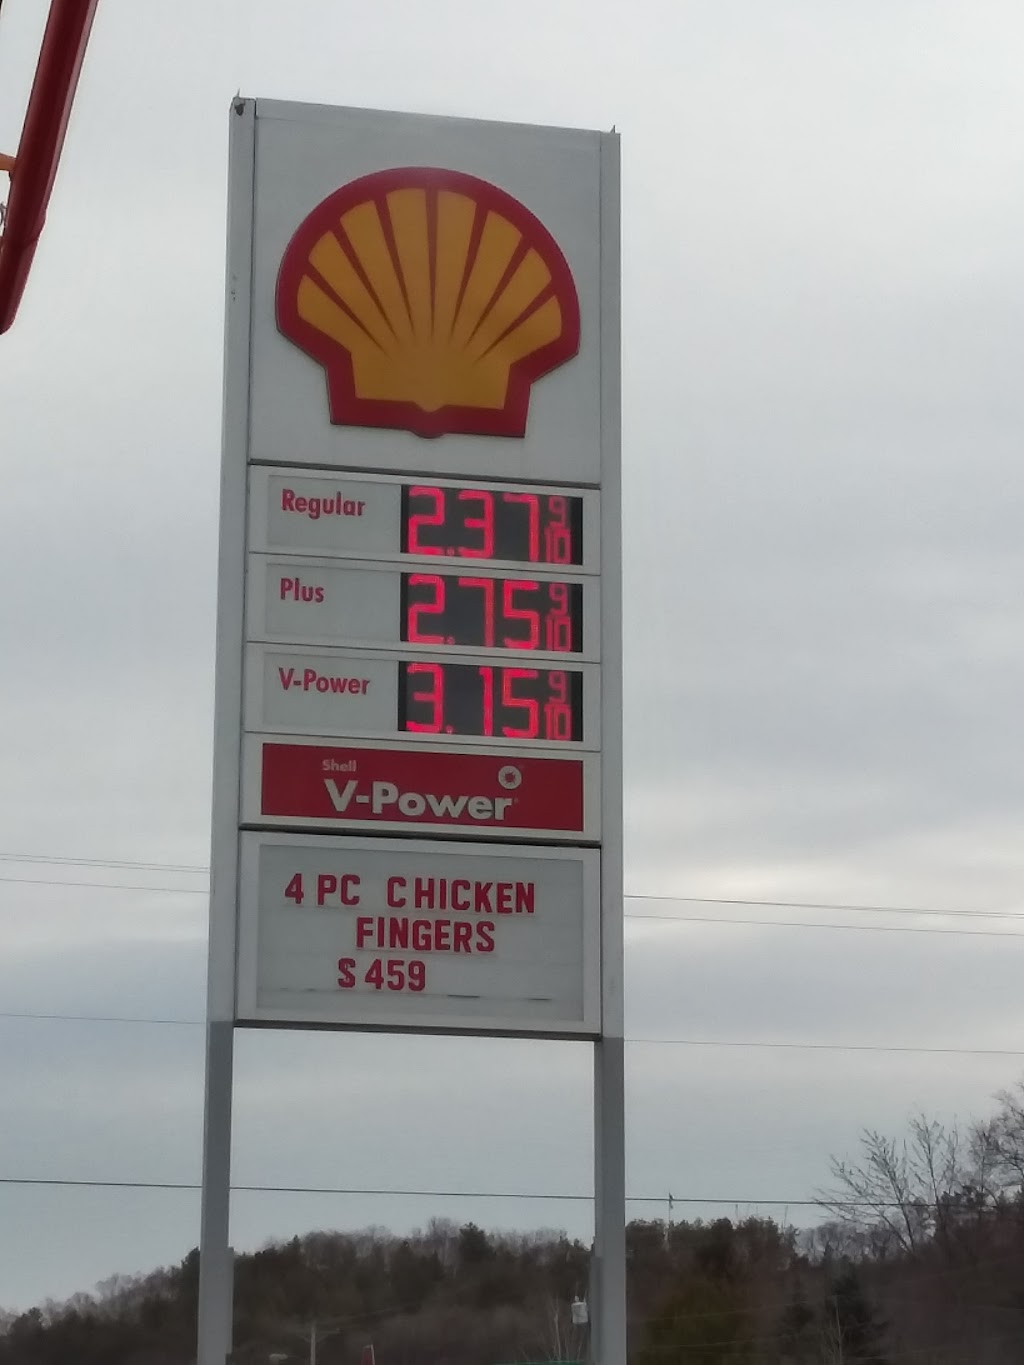 Regular 2.37 9/10
Plus 2.75 9/10
V-Power 3.15 9/10
Shell
V-Power
4 PC CHICKEN
FINGERS
S 459